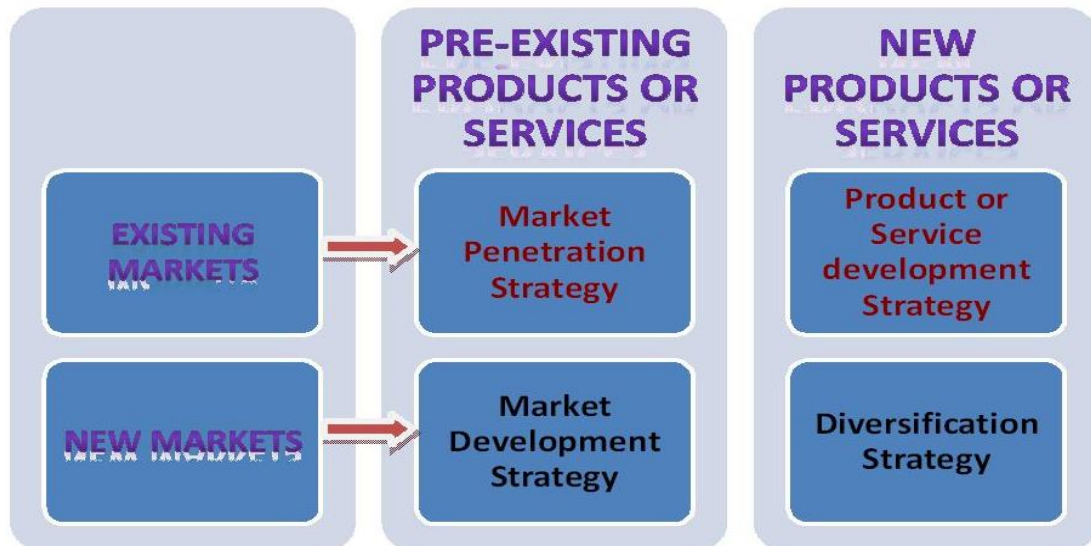 PRE-EXISTING
PRODUCTS OR
SERVICES
NEW
PRODUCTS OR
SERVICES
EXISTING
MARKETS
Market
Penetration
Strategy
Product or
Service
development
Strategy
NEW MARKETS
Market
Development
Strategy
Diversification
Strategy